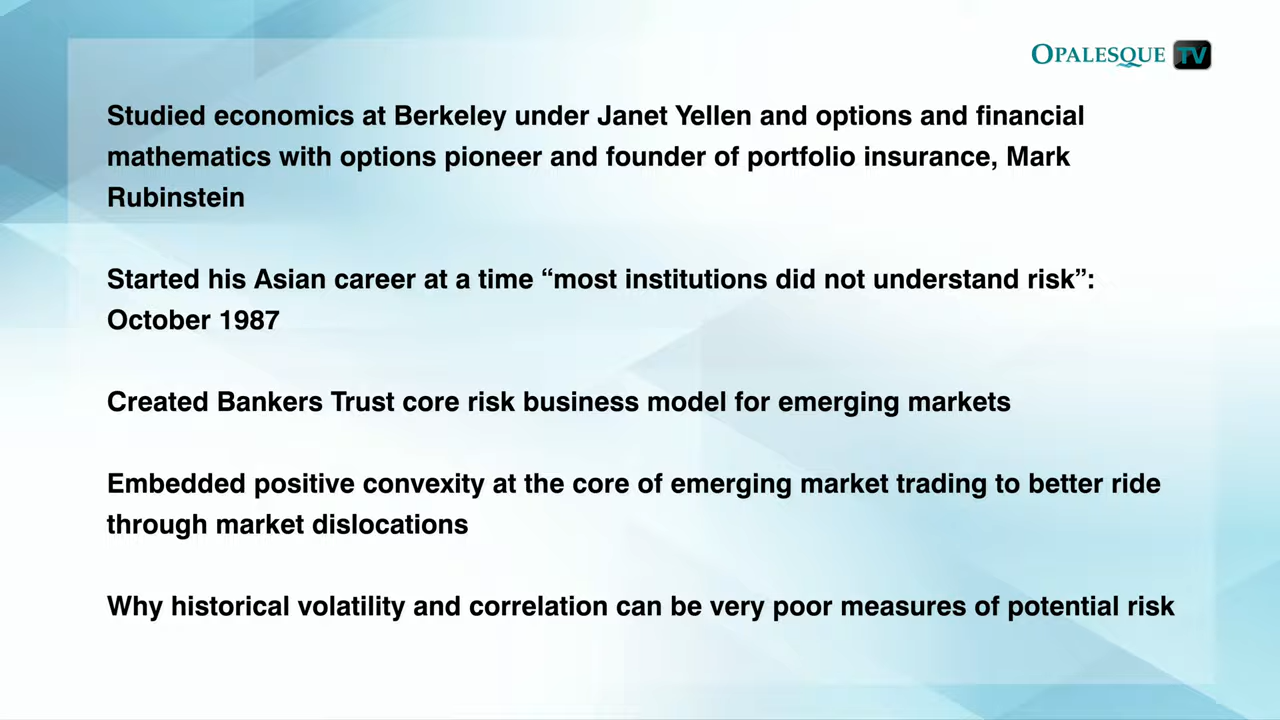 OPALESQUE TV
Studied economics at Berkeley under Janet Yellen and options and financial
mathematics with options pioneer and founder of portfolio insurance, Mark
Rubinstein
Started his Asian career at a time “most institutions did not understand risk”:
October 1987
Created Bankers Trust core risk business model for emerging markets
Embedded positive convexity at the core of emerging market trading to better ride
through market dislocations
Why historical volatility and correlation can be very poor measures of potential risk